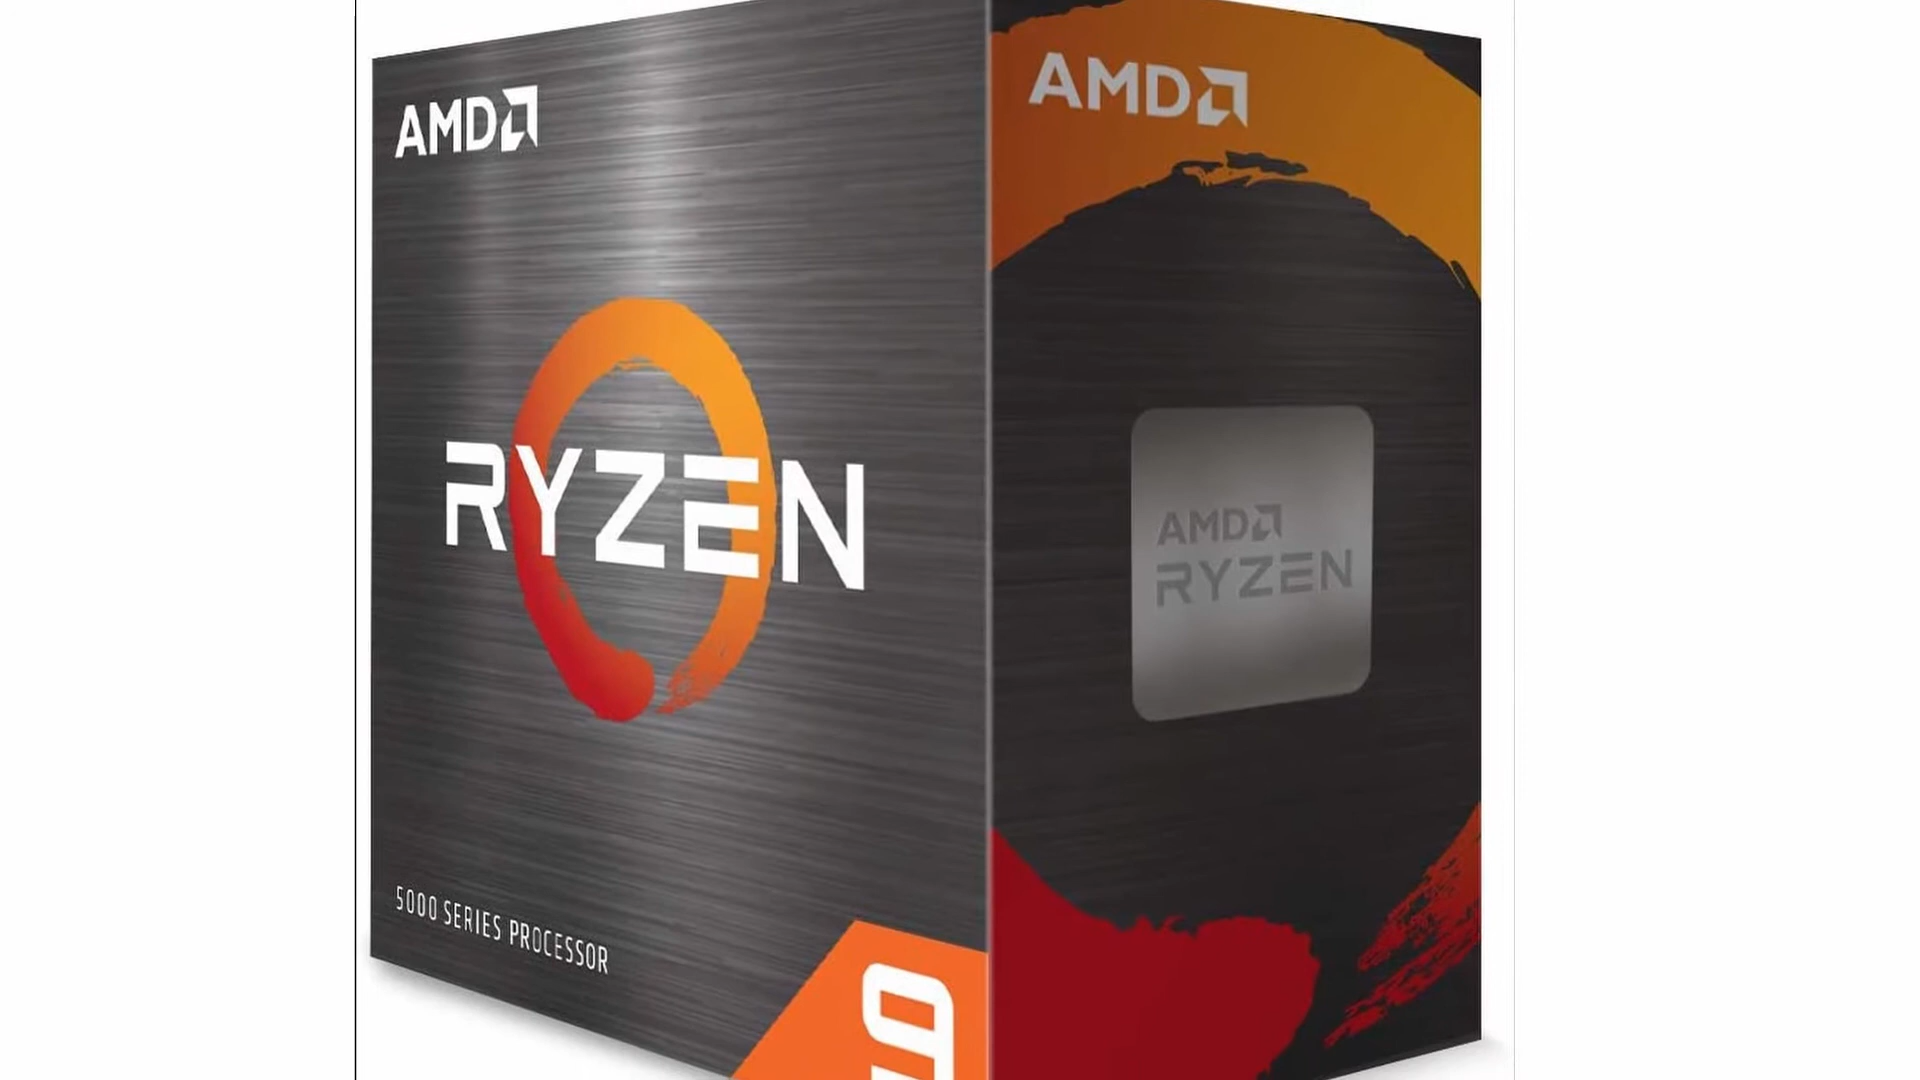 AMD
RYZEN
5000 SERIES PROCESSOR
9
AMD
AMD
RYZEN